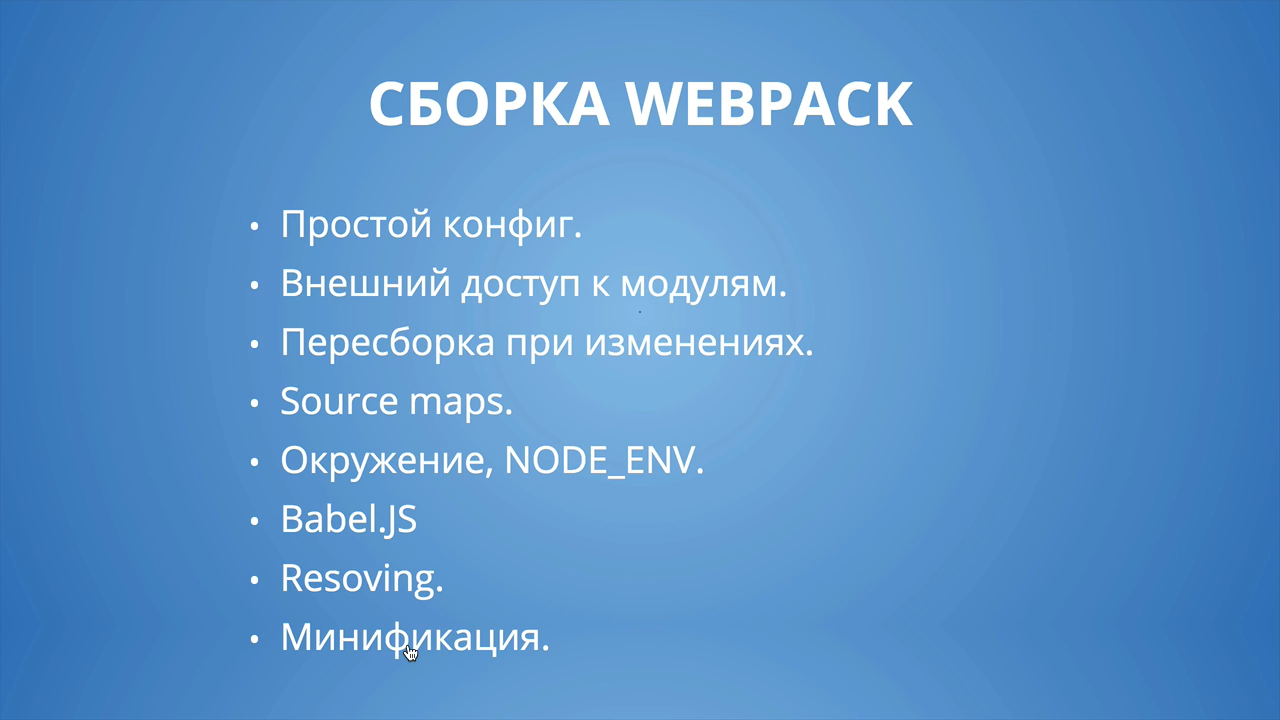 СБОРКА WEBPACK
• Простой конфиг.
• Внешний доступ к модулям.
• Пересборка при изменениях.
• Source maps.
• Окружение, NODE_ENV.
• Babel.JS
• Resoving.
• Минификация.